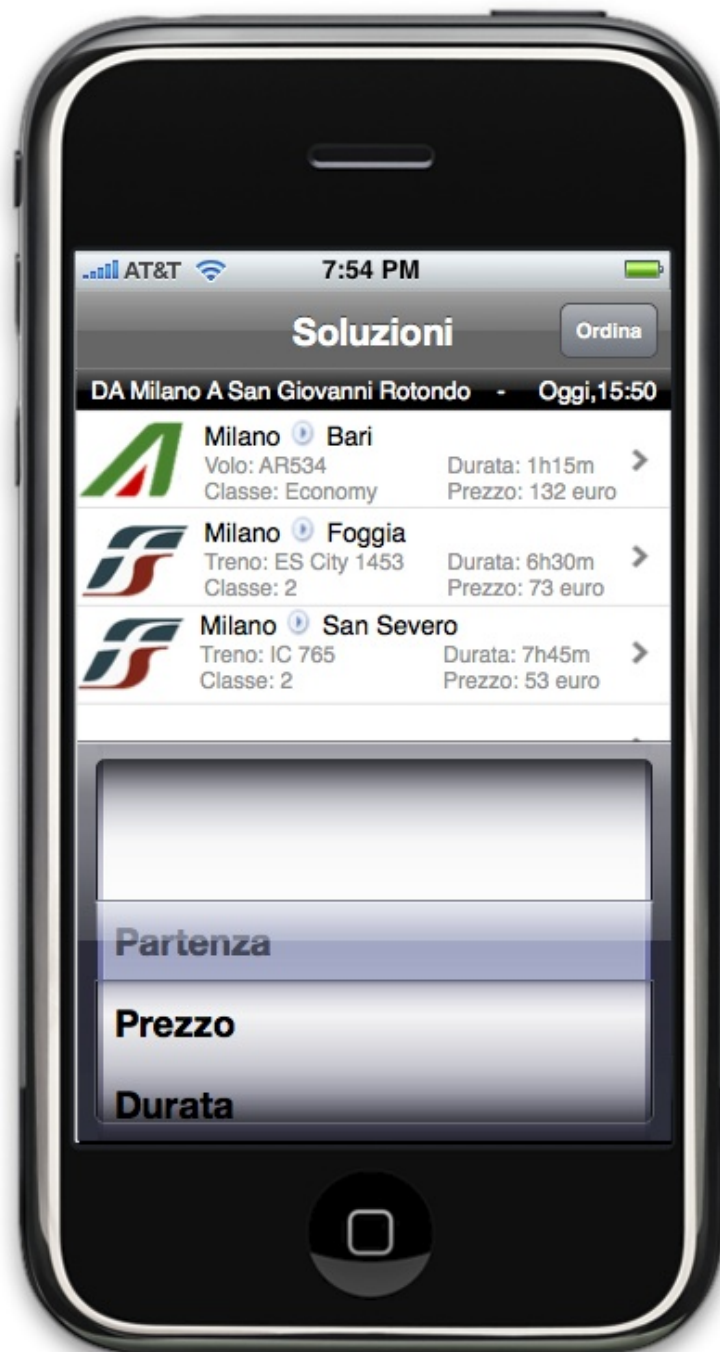 AT&T 7:54 PM
Soluzioni Ordina
DA Milano A San Giovanni Rotondo - Oggi,15:50
Milano Bari
Volo: AR534 Durata: 1h15m
Classe: Economy Prezzo: 132 euro
Milano Foggia
Treno: ES City 1453 Durata: 6h30m
Classe: 2 Prezzo: 73 euro
Milano San Severo
Treno: IC 765 Durata: 7h45m
Classe: 2 Prezzo: 53 euro
Partenza
Prezzo
Durata